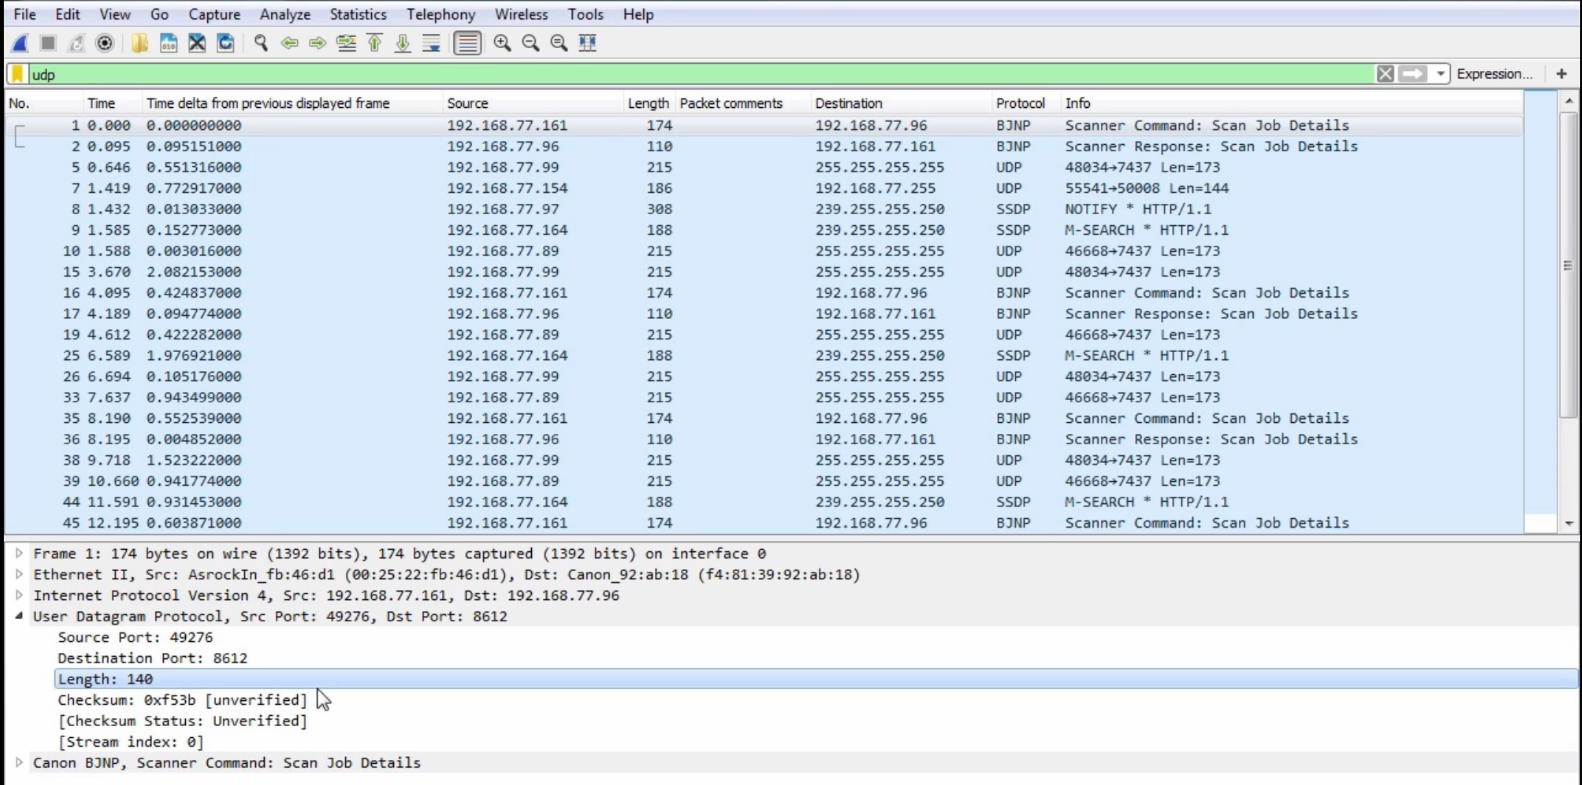 File Edit View Go Capture Analyze Statistics Telephony Wireless Tools Help
udp Expression... +
No. Time Time delta from previous displayed frame Source Length Packet comments Destination Protocol Info
1 0.000 0.000000000 192.168.77.161 174 192.168.77.96 BJNP Scanner Command: Scan Job Details
2 0.095 0.095151000 192.168.77.96 110 192.168.77.161 BJNP Scanner Response: Scan Job Details
5 0.646 0.551316000 192.168.77.99 215 255.255.255.255 UDP 48034→7437 Len=173
7 1.419 0.772917000 192.168.77.154 186 192.168.77.255 UDP 55541→50008 Len=144
8 1.432 0.013033000 192.168.77.97 308 239.255.255.250 SSDP NOTIFY * HTTP/1.1
9 1.585 0.152773000 192.168.77.164 188 239.255.255.250 SSDP M-SEARCH * HTTP/1.1
10 1.588 0.003016000 192.168.77.89 215 255.255.255.255 UDP 46668→7437 Len=173
15 3.670 2.082153000 192.168.77.99 215 255.255.255.255 UDP 48034→7437 Len=173
16 4.095 0.424837000 192.168.77.161 174 192.168.77.96 BJNP Scanner Command: Scan Job Details
17 4.189 0.094774000 192.168.77.96 110 192.168.77.161 BJNP Scanner Response: Scan Job Details
19 4.612 0.422282000 192.168.77.89 215 255.255.255.255 UDP 46668→7437 Len=173
25 6.589 1.976921000 192.168.77.164 188 239.255.255.250 SSDP M-SEARCH * HTTP/1.1
26 6.694 0.105176000 192.168.77.99 215 255.255.255.255 UDP 48034→7437 Len=173
33 7.637 0.943499000 192.168.77.89 215 255.255.255.255 UDP 46668→7437 Len=173
35 8.190 0.552539000 192.168.77.161 174 192.168.77.96 BJNP Scanner Command: Scan Job Details
36 8.195 0.004852000 192.168.77.96 110 192.168.77.161 BJNP Scanner Response: Scan Job Details
38 9.718 1.523222000 192.168.77.99 215 255.255.255.255 UDP 48034→7437 Len=173
39 10.660 0.941774000 192.168.77.89 215 255.255.255.255 UDP 46668→7437 Len=173
44 11.591 0.931453000 192.168.77.164 188 239.255.255.250 SSDP M-SEARCH * HTTP/1.1
45 12.195 0.603871000 192.168.77.161 174 192.168.77.96 BJNP Scanner Command: Scan Job Details
Frame 1: 174 bytes on wire (1392 bits), 174 bytes captured (1392 bits) on interface 0
Ethernet II, Src: AsrockIn_fb:46:d1 (00:25:22:fb:46:d1), Dst: Canon_92:ab:18 (f4:81:39:92:ab:18)
Internet Protocol Version 4, Src: 192.168.77.161, Dst: 192.168.77.96
User Datagram Protocol, Src Port: 49276, Dst Port: 8612
Source Port: 49276
Destination Port: 8612
Length: 140
Checksum: 0xf53b [unverified]
[Checksum Status: Unverified]
[Stream index: 0]
Canon BJNP, Scanner Command: Scan Job Details